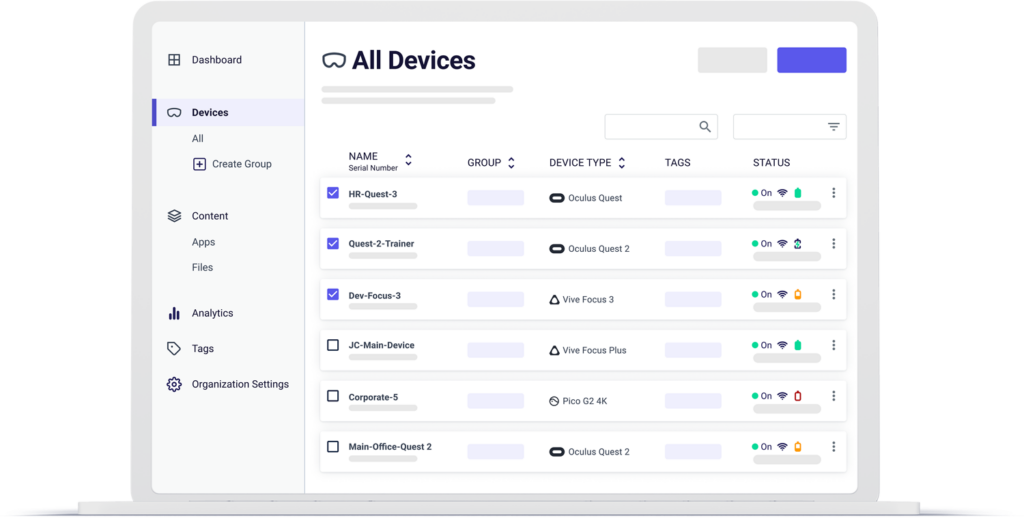 Dashboard
Devices
All
Create Group
Content
Apps
Files
Analytics
Tags
Organization Settings
All Devices
NAME
Serial Number
GROUP
DEVICE TYPE
TAGS
STATUS
HR-Quest-3
Oculus Quest
On
Quest-2-Trainer
Oculus Quest 2
On
Dev-Focus-3
Vive Focus 3
On
JC-Main-Device
Vive Focus Plus
On
Corporate-5
Pico G2 4K
On
Main-Office-Quest 2
Oculus Quest 2
On